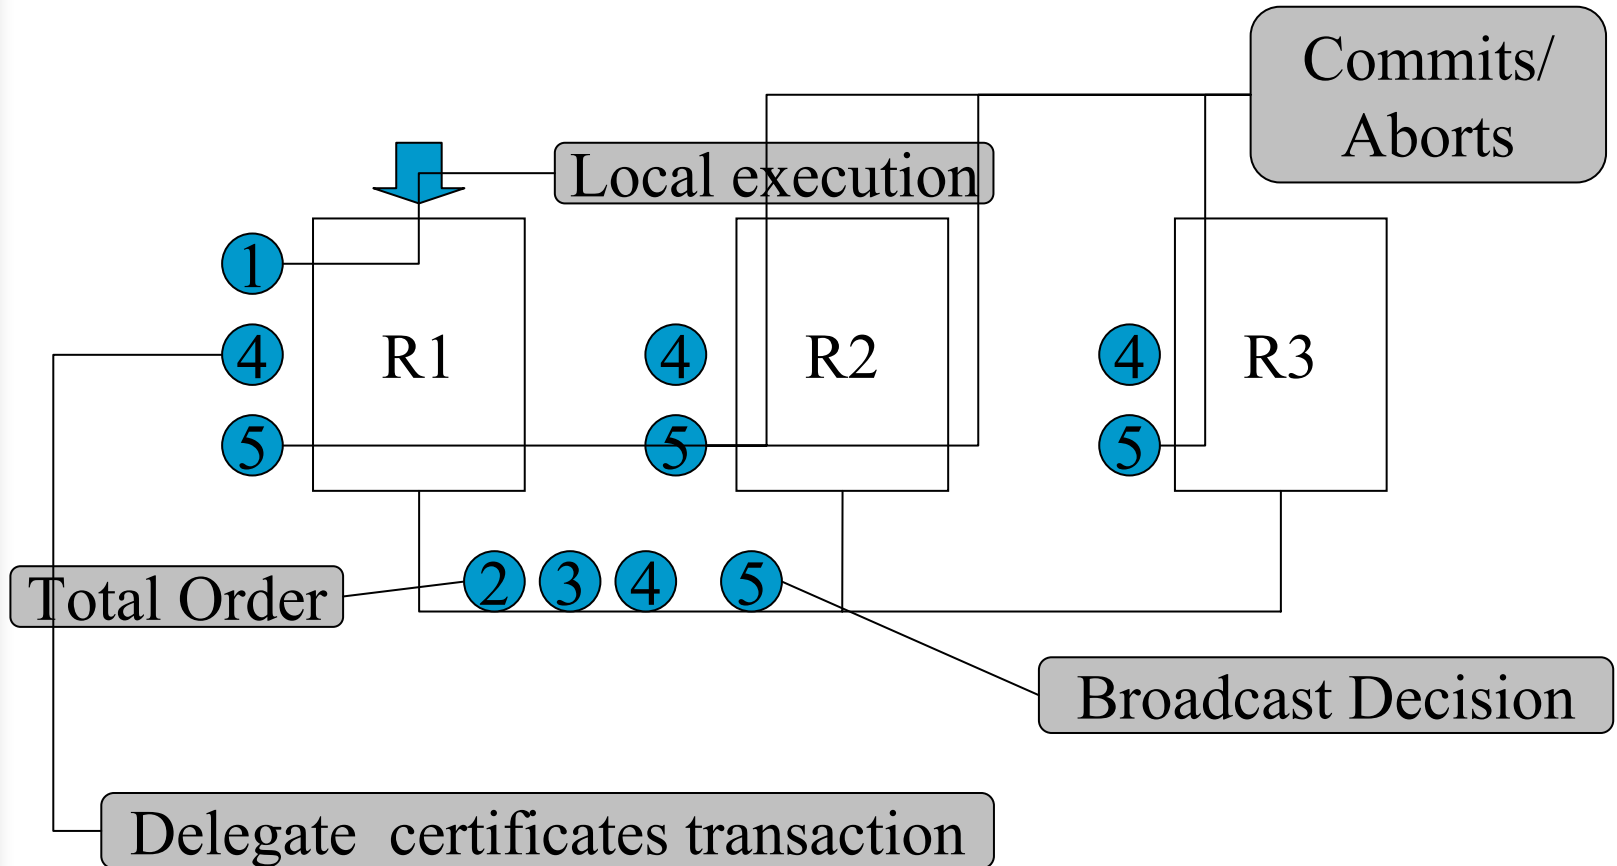 Commits/
Aborts
Local execution
1
4
R1
4
R2
4
R3
5
5
5
Total Order
2
3
4
5
Broadcast Decision
Delegate certificates transaction